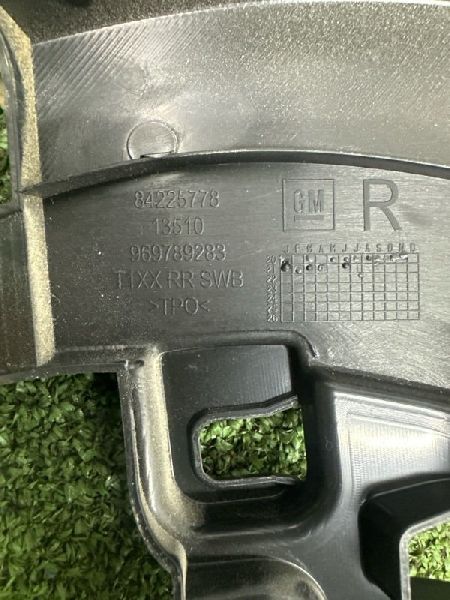 84225778
13510
969789283
T1XX RR SWB
>TPO<
GM
R
J F M A M J J A S O N D